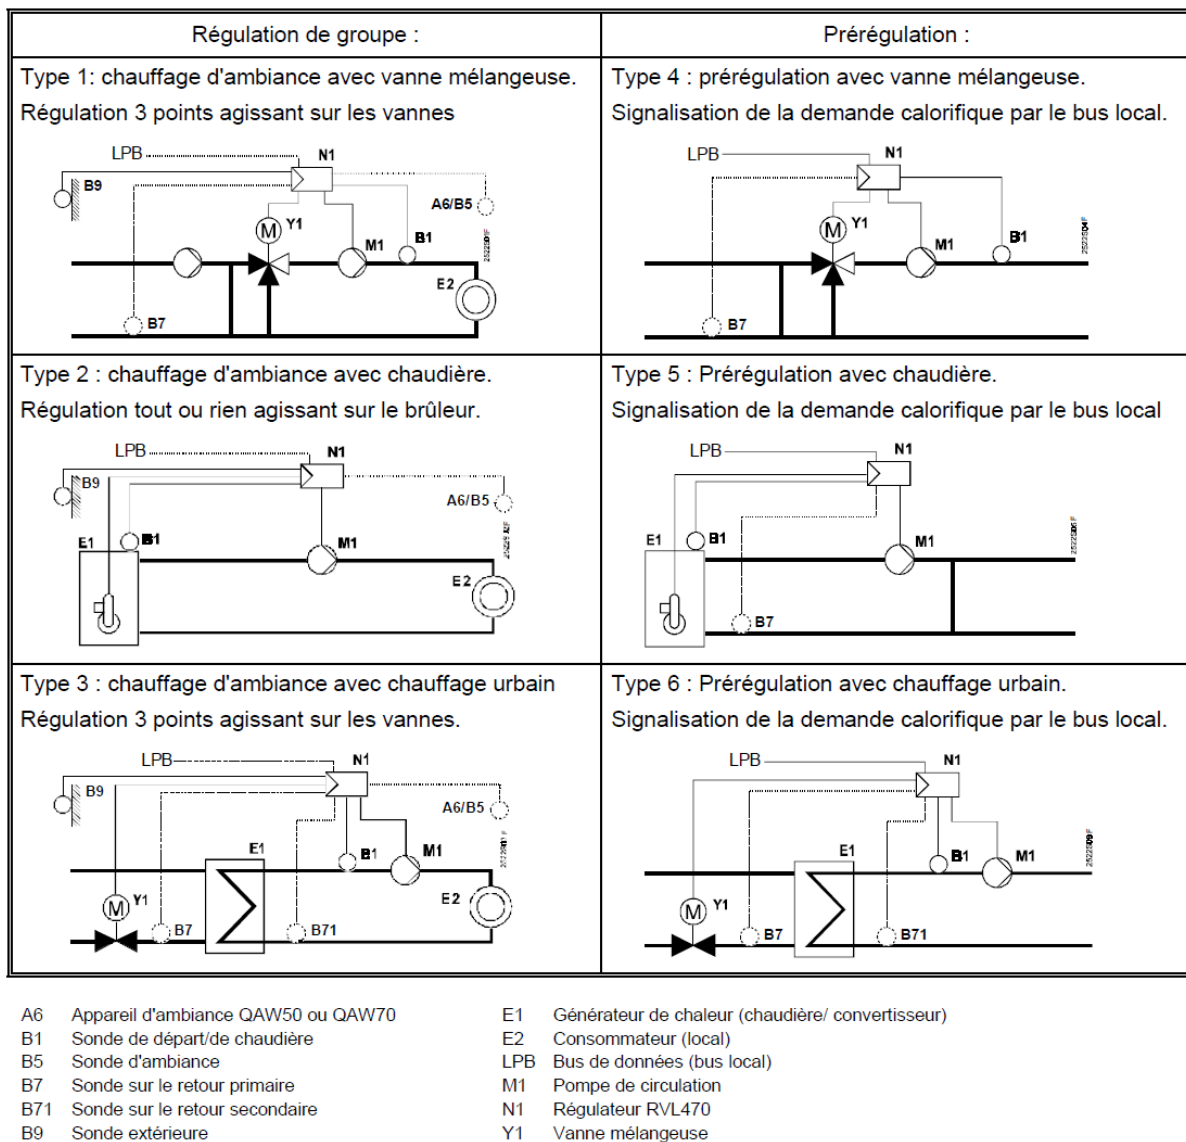 Régulation de groupe :
Prérégulation :
Type 1: chauffage d'ambiance avec vanne mélangeuse.
Régulation 3 points agissant sur les vannes
LPB
N1
B9
A6/B5
Y1
M1
B1
E2
B7
2522S01F
Type 4 : prérégulation avec vanne mélangeuse.
Signalisation de la demande calorifique par le bus local.
LPB
N1
Y1
M1
B1
B7
2522S04F
Type 2 : chauffage d'ambiance avec chaudière.
Régulation tout ou rien agissant sur le brûleur.
LPB
N1
B9
A6/B5
E1
B1
M1
E2
Type 5 : Prérégulation avec chaudière.
Signalisation de la demande calorifique par le bus local
LPB
N1
E1
B1
M1
B7
2522S05F
Type 3 : chauffage d'ambiance avec chauffage urbain
Régulation 3 points agissant sur les vannes.
LPB
N1
B9
A6/B5
E1
B1
M1
Y1
E2
B7
B71
Type 6 : Prérégulation avec chauffage urbain.
Signalisation de la demande calorifique par le bus local.
LPB
N1
E1
B1
M1
Y1
B7
B71
2522S09F
A6 Appareil d'ambiance QAW50 ou QAW70
B1 Sonde de départ/de chaudière
B5 Sonde d'ambiance
B7 Sonde sur le retour primaire
B71 Sonde sur le retour secondaire
B9 Sonde extérieure
E1 Générateur de chaleur (chaudière/ convertisseur)
E2 Consommateur (local)
LPB Bus de données (bus local)
M1 Pompe de circulation
N1 Régulateur RVL470
Y1 Vanne mélangeuse